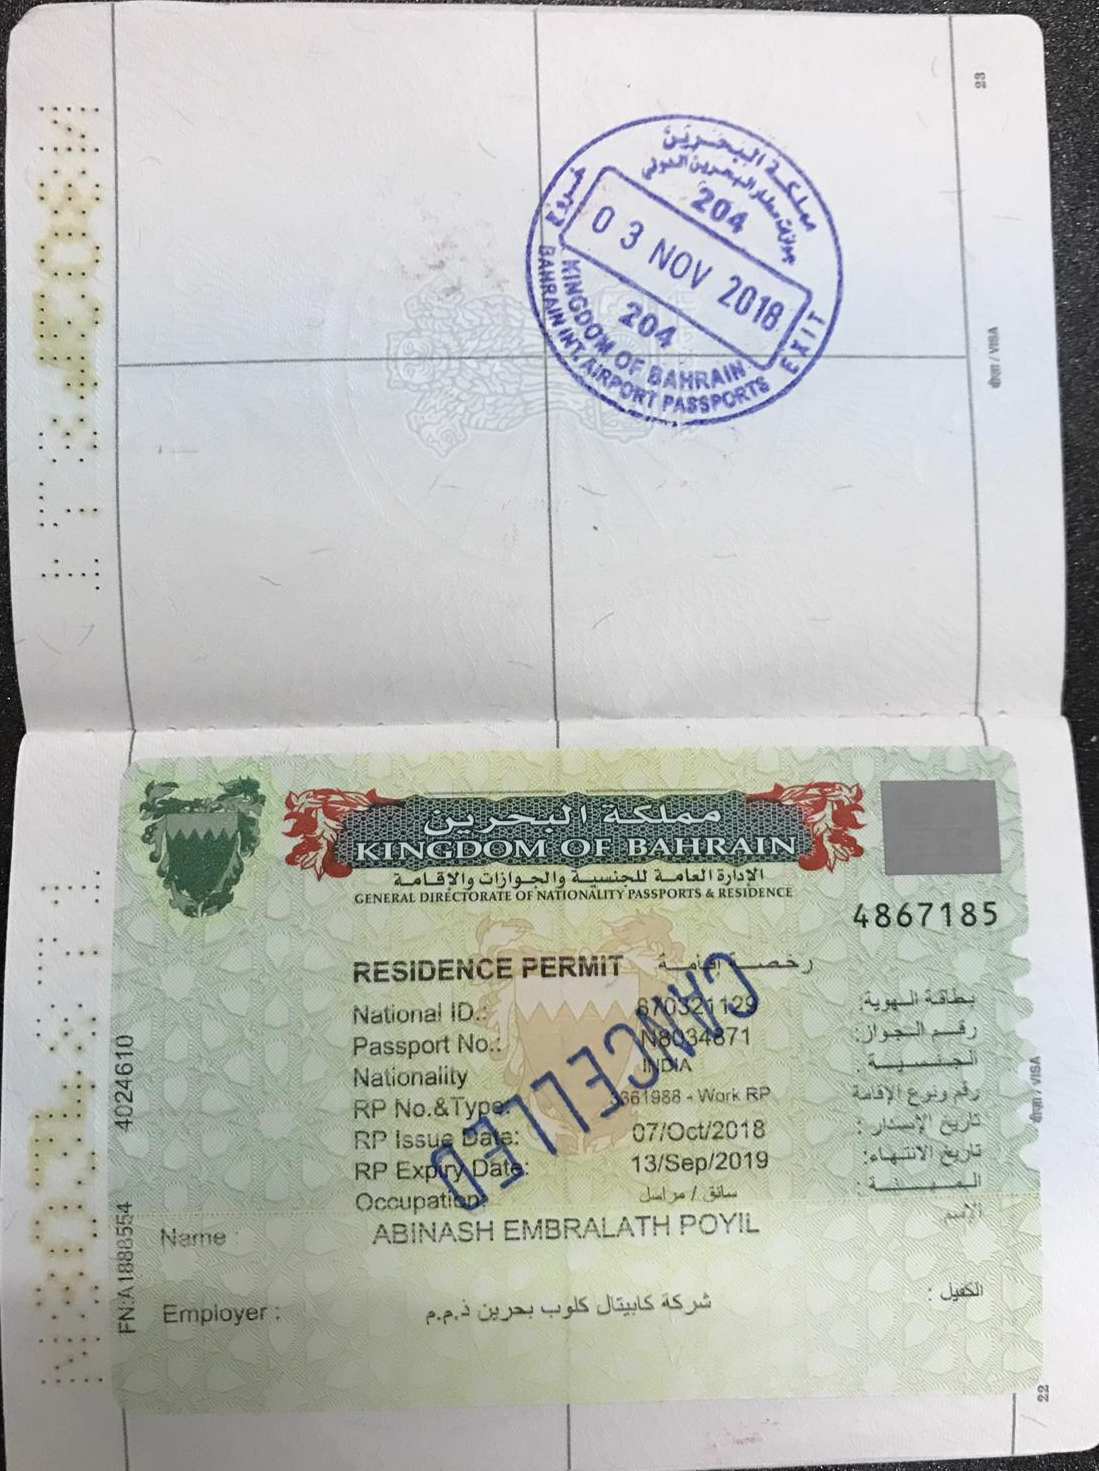 23
वीज़ा / VISA
مملكة البحرين
جوازات مطار البحرين الدولي
204
خروج
03 NOV 2018
EXIT
204
KINGDOM OF BAHRAIN
BAHRAIN INT. AIRPORT PASSPORTS
مملكة البحرين
KINGDOM OF BAHRAIN
الإدارة العامة للجنسية والجوازات والإقامة
GENERAL DIRECTORATE OF NATIONALITY PASSPORTS & RESIDENCE
4867185
RESIDENCE PERMIT رخصة إقامة
National ID.: 870321129 بطاقة الهوية:
Passport No.: N8034871 رقم الجواز:
Nationality INDIA الجنسية :
RP No.&Type: 3361988 - Work RP رقم ونوع الإقامة
RP Issue Date: 07/Oct/2018 تاريخ الإصدار :
RP Expiry Date: 13/Sep/2019 تاريخ الانتهاء:
Occupation: سائق / مراسل المهنة :
CANCELLED
Name : ABINASH EMBRALATH POYIL الإسم
Employer : شركة كابيتال كلوب بحرين ذ.م.م الكفيل :
4024610
FN:A1888554
वीज़ा / VISA
22